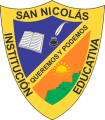 SAN NICOLÁS
INSTITUCIÓN
EDUCATIVA
QUEREMOS Y PODEMOS